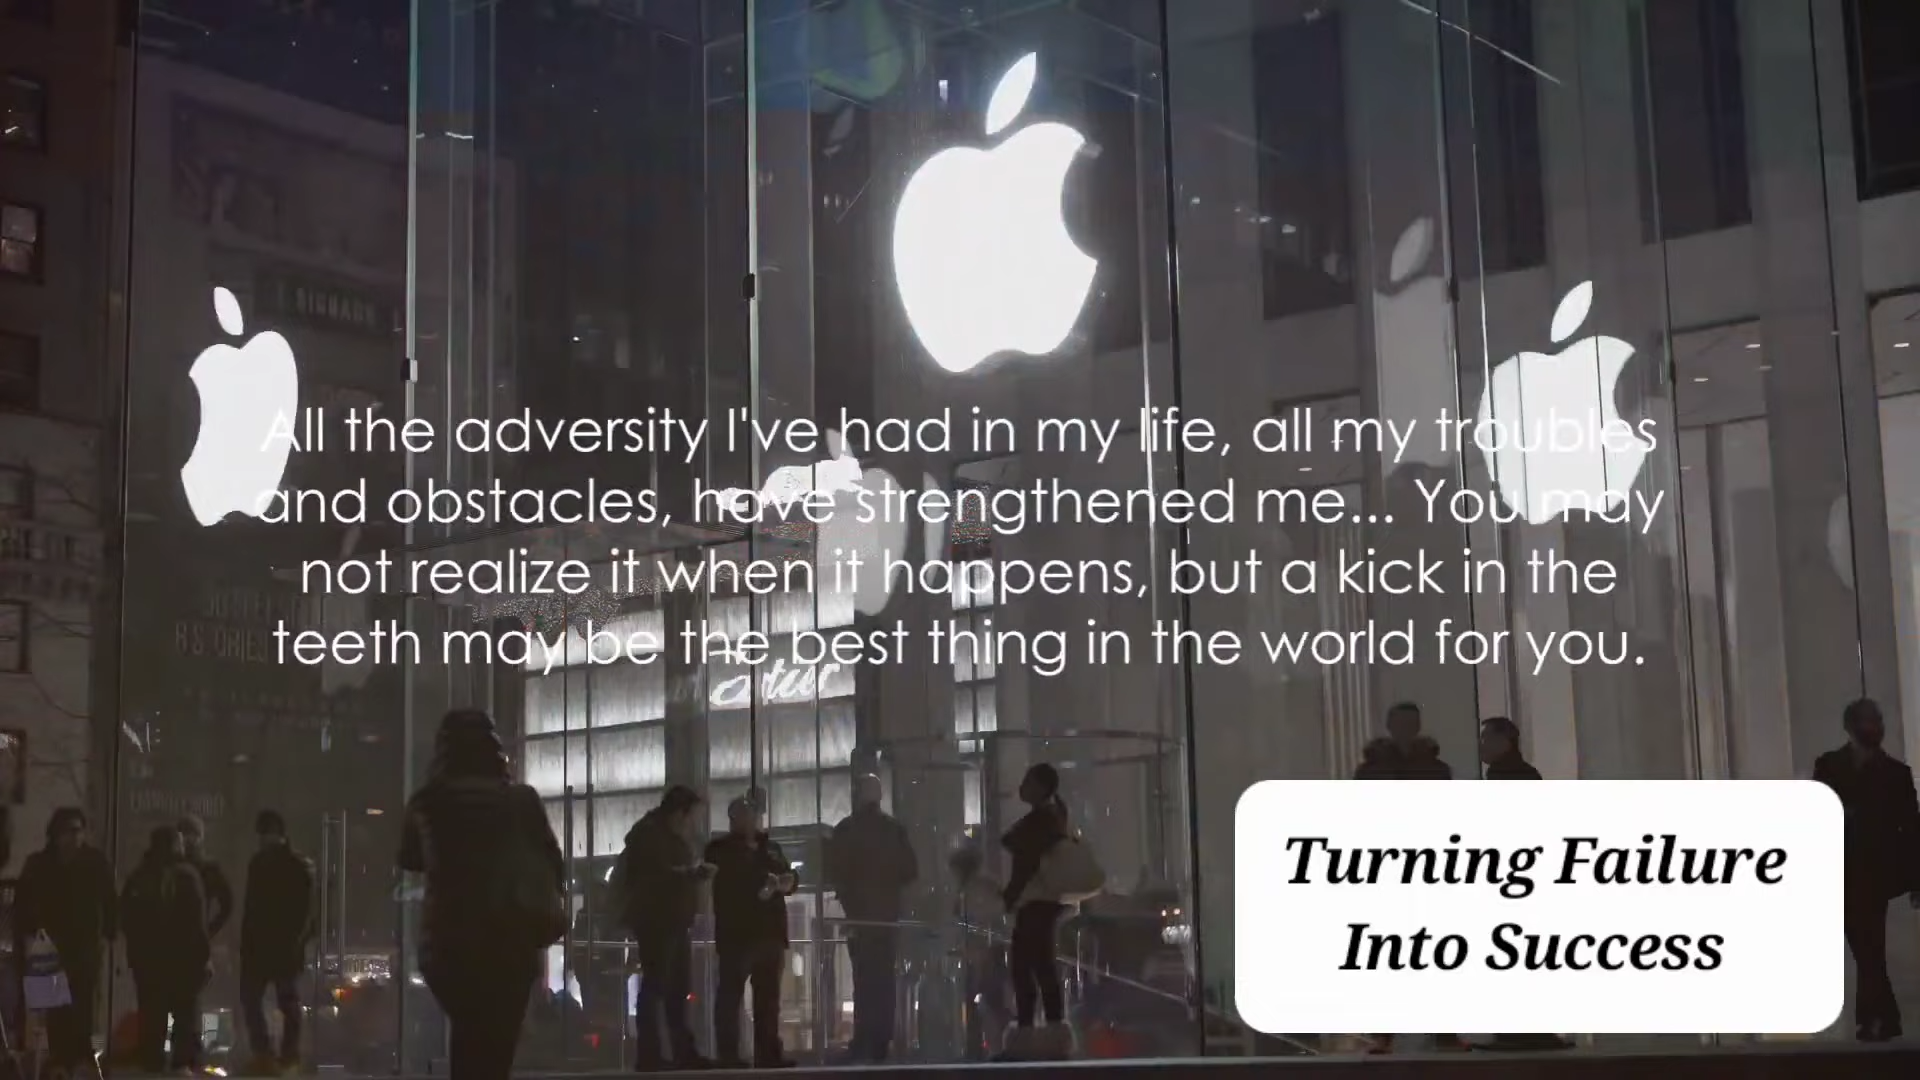 All the adversity I've had in my life, all my troubles
and obstacles, have strengthened me... You may
not realize it when it happens, but a kick in the
teeth may be the best thing in the world for you.
Turning Failure
Into Success